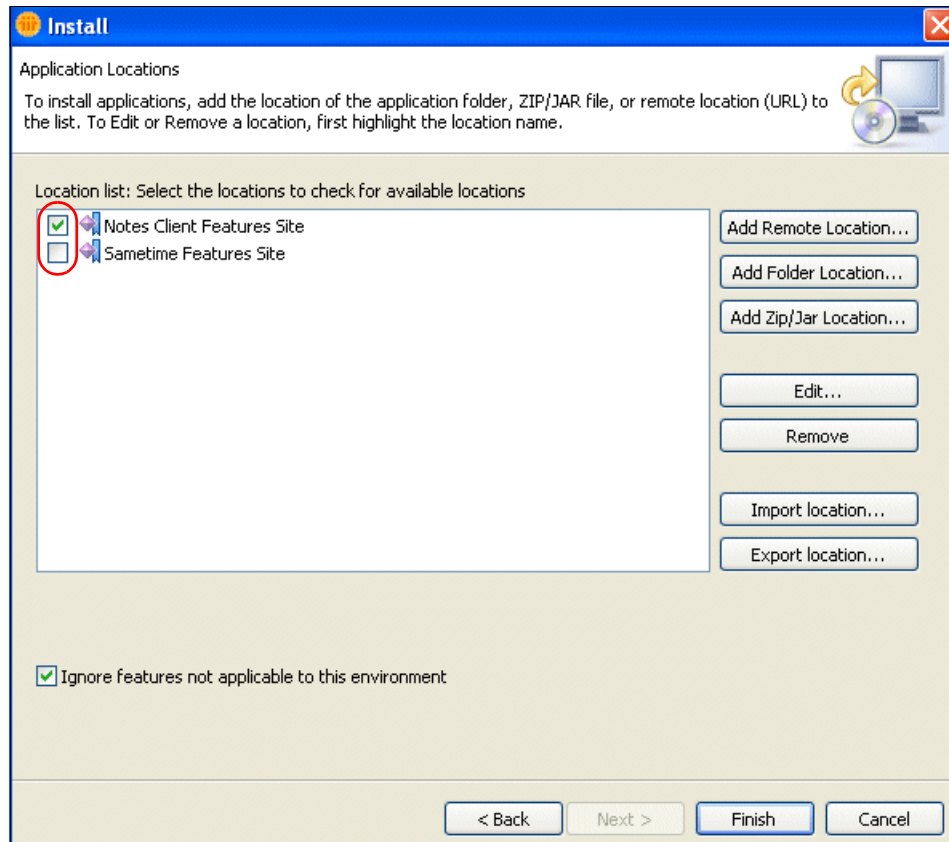 Install
Application Locations
To install applications, add the location of the application folder, ZIP/JAR file, or remote location (URL) to
the list. To Edit or Remove a location, first highlight the location name.
Location list: Select the locations to check for available locations
Notes Client Features Site
Sametime Features Site
Add Remote Location...
Add Folder Location...
Add Zip/Jar Location...
Edit...
Remove
Import location...
Export location...
Ignore features not applicable to this environment
< Back
Next >
Finish
Cancel